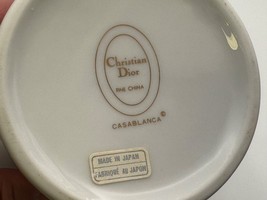 Christian
Dior
FINE CHINA
CASABLANCA©
MADE IN JAPAN
FABRIQUÉ AU JAPON